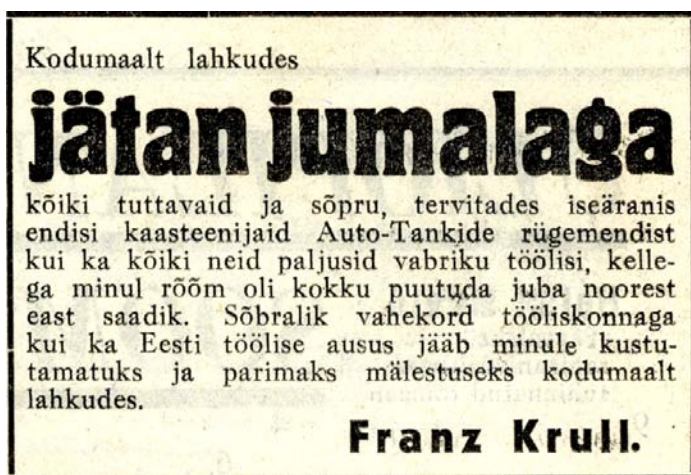 Kodumaalt lahkudes
jätan jumalaga
kõiki tuttavaid ja sõpru, tervitades iseäranis
endisi kaasteenijaid Auto-Tankide rügemendist
kui ka kõiki neid paljusid vabriku töölisi, kelle-
ga minul rõõm oli kokku puutuda juba noorest
east saadik. Sõbralik vahekord tööliskonnaga
kui ka Eesti töölise ausus jääb minule kustu-
tamatuks ja parimaks mälestuseks kodumaalt
lahkudes.
Franz Krull.